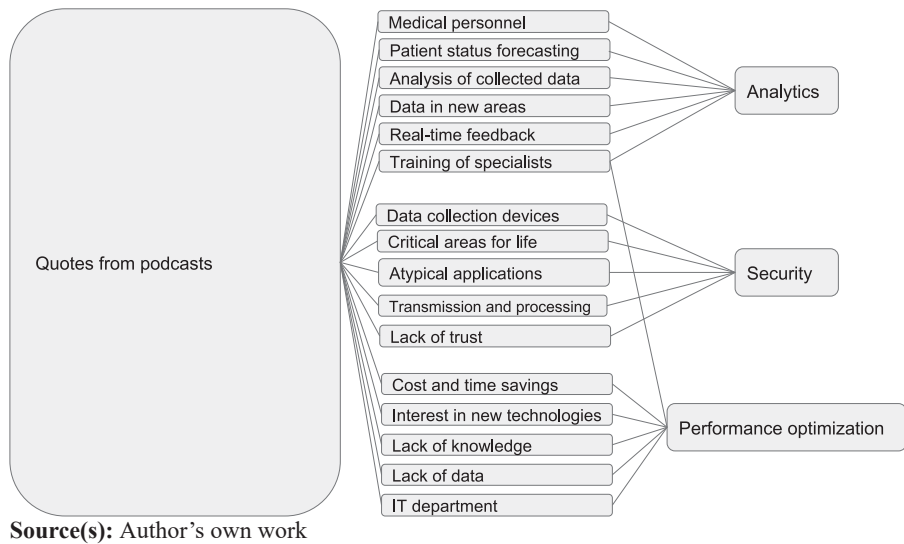 Quotes from podcasts
Medical personnel
Patient status forecasting
Analysis of collected data
Data in new areas
Real-time feedback
Training of specialists
Data collection devices
Critical areas for life
Atypical applications
Transmission and processing
Lack of trust
Cost and time savings
Interest in new technologies
Lack of knowledge
Lack of data
IT department
Analytics
Security
Performance optimization
Source(s): Author's own work